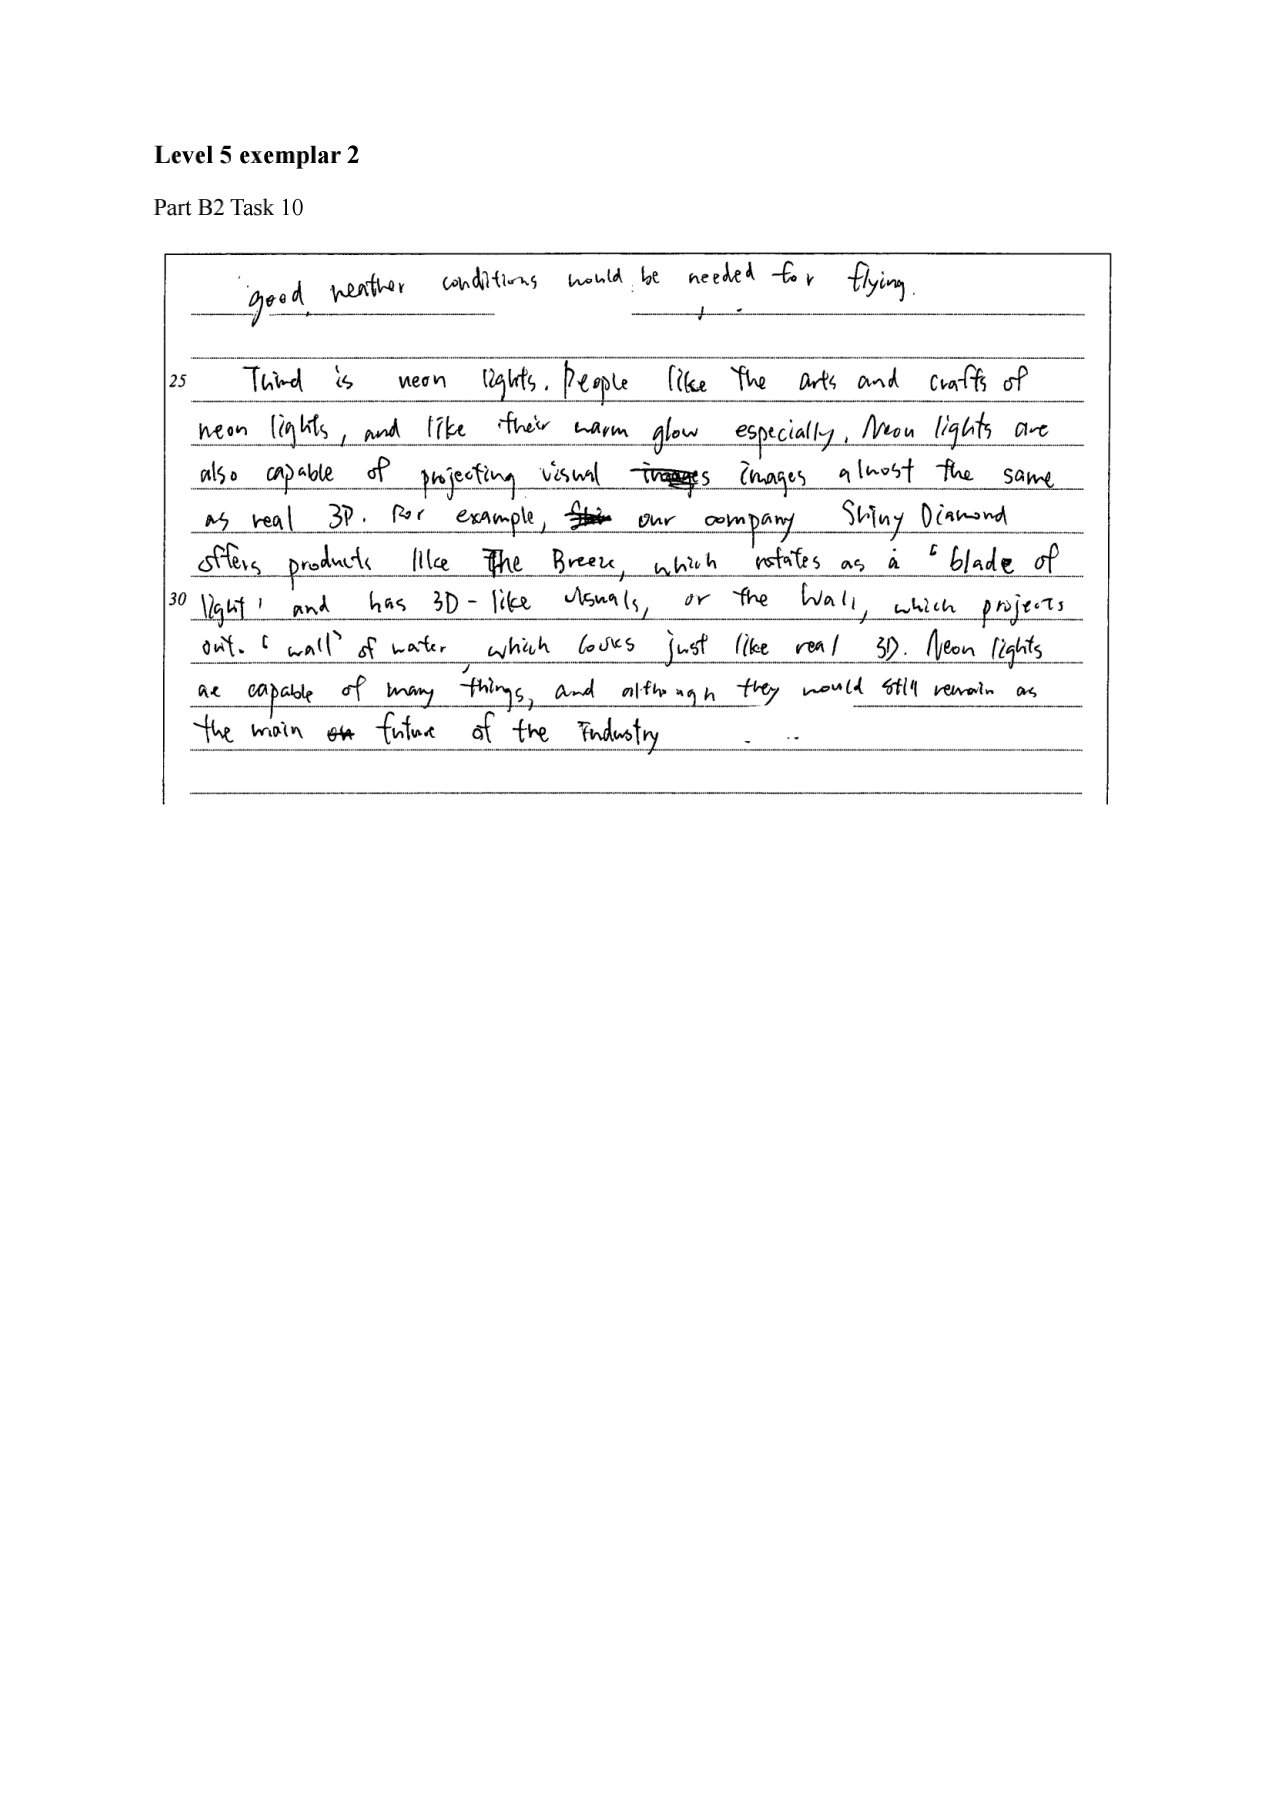 Level 5 exemplar 2
Part B2 Task 10
good weather conditions would be needed for flying.
25 Third is neon lights. People like the arts and crafts of
neon lights, and like their warm glow especially. Neon lights are
also capable of projecting visual images almost the same
as real 3D. For example, our company Shiny Diamond
offers products like The Breeze, which rotates as a 'blade of
30 light' and has 3D-like visuals, or the Wall, which projects
out 'wall' of water, which looks just like real 3D. Neon lights
are capable of many things, and although they would still remain as
the main future of the industry